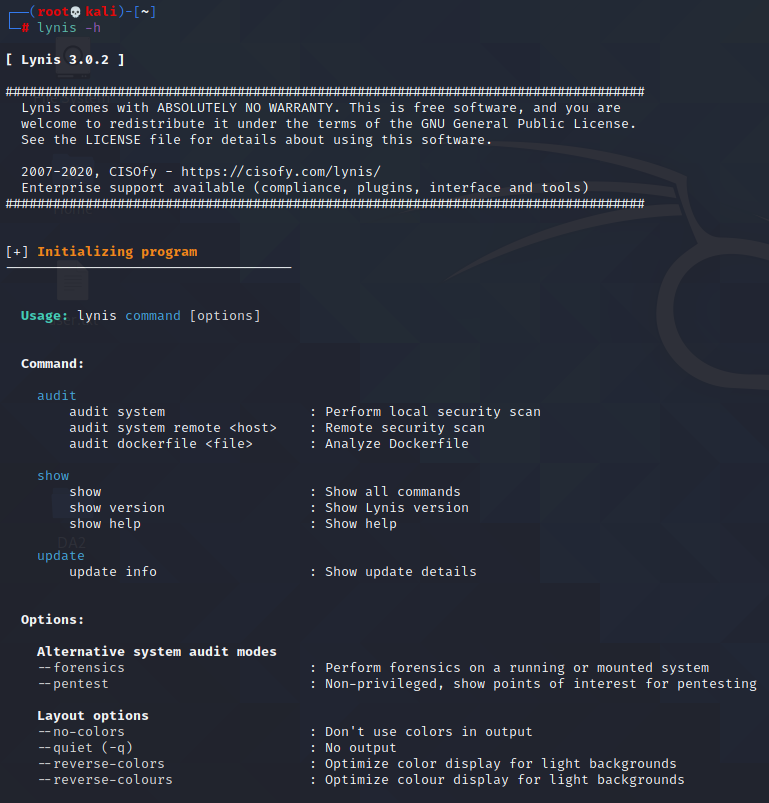 ┌──(root💀kali)-[~]
└─# lynis -h

[ Lynis 3.0.2 ]

################################################################################
  Lynis comes with ABSOLUTELY NO WARRANTY. This is free software, and you are
  welcome to redistribute it under the terms of the GNU General Public License.
  See the LICENSE file for details about using this software.

  2007-2020, CISOfy - https://cisofy.com/lynis/
  Enterprise support available (compliance, plugins, interface and tools)
################################################################################

[+] Initializing program
------------------------------------

  Usage: lynis command [options]

  Command:

    audit
        audit system                  : Perform local security scan
        audit system remote <host>    : Remote security scan
        audit dockerfile <file>       : Analyze Dockerfile

    show
        show                          : Show all commands
        show version                  : Show Lynis version
        show help                     : Show help

    update
        update info                   : Show update details

  Options:

    Alternative system audit modes
    --forensics                       : Perform forensics on a running or mounted system
    --pentest                         : Non-privileged, show points of interest for pentesting

    Layout options
    --no-colors                       : Don't use colors in output
    --quiet (-q)                      : No output
    --reverse-colors                  : Optimize color display for light backgrounds
    --reverse-colours                 : Optimize colour display for light backgrounds